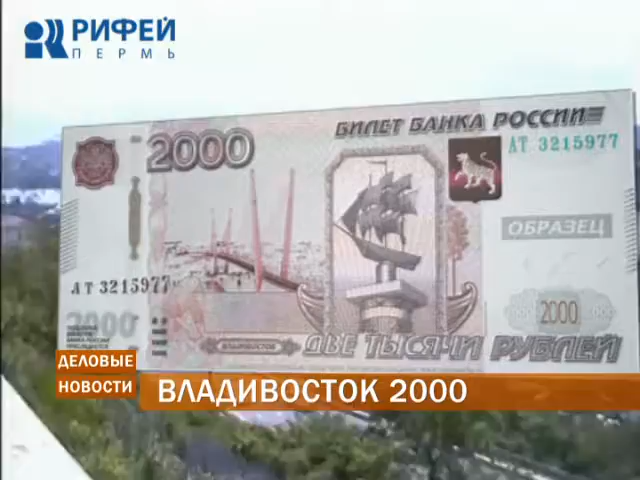 РИФЕЙ
ПЕРМЬ
2000
БИЛЕТ БАНКА РОССИИ
АТ 3215977
ОБРАЗЕЦ
АТ 3215977
2000
2000
ВЛАДИВОСТОК
ДВЕ ТЫСЯЧИ РУБЛЕЙ
ДЕЛОВЫЕ
НОВОСТИ
ВЛАДИВОСТОК 2000